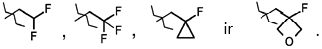 F F , F F F , F ir F O .